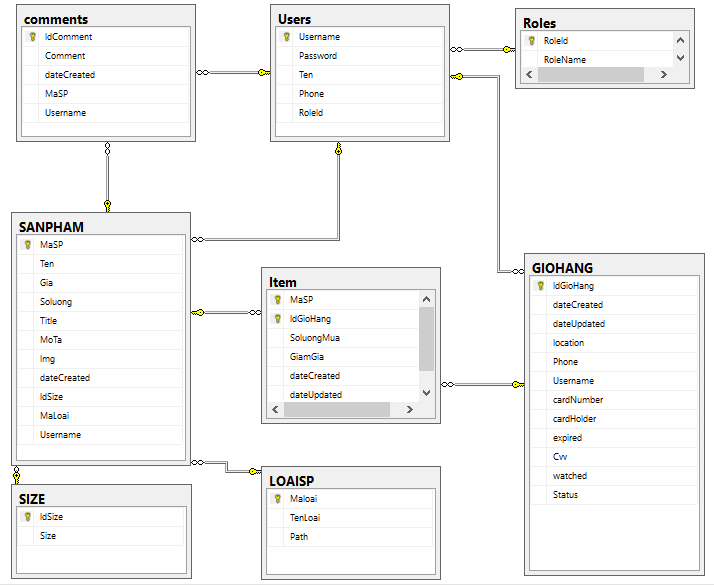 comments
IdComment
Comment
dateCreated
MaSP
Username
Users
Username
Password
Ten
Phone
RoleId
Roles
RoleId
RoleName
SANPHAM
MaSP
Ten
Gia
Soluong
Title
MoTa
Img
dateCreated
IdSize
MaLoai
Username
Item
MaSP
IdGioHang
SoluongMua
GiamGia
dateCreated
dateUpdated
GIOHANG
IdGioHang
dateCreated
dateUpdated
location
Phone
Username
cardNumber
cardHolder
expired
Cvv
watched
Status
SIZE
IdSize
Size
LOAISP
Maloai
TenLoai
Path